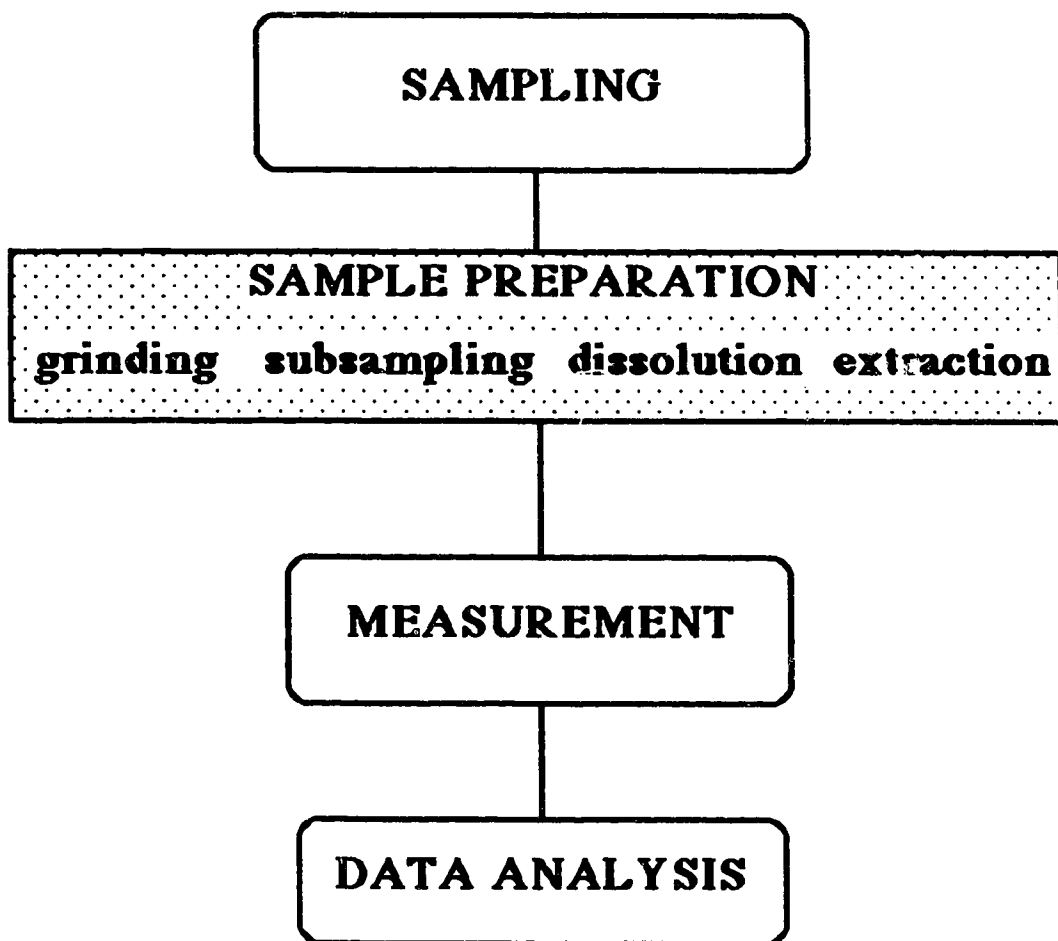 SAMPLING
SAMPLE PREPARATION
grinding subsampling dissolution extraction
MEASUREMENT
DATA ANALYSIS